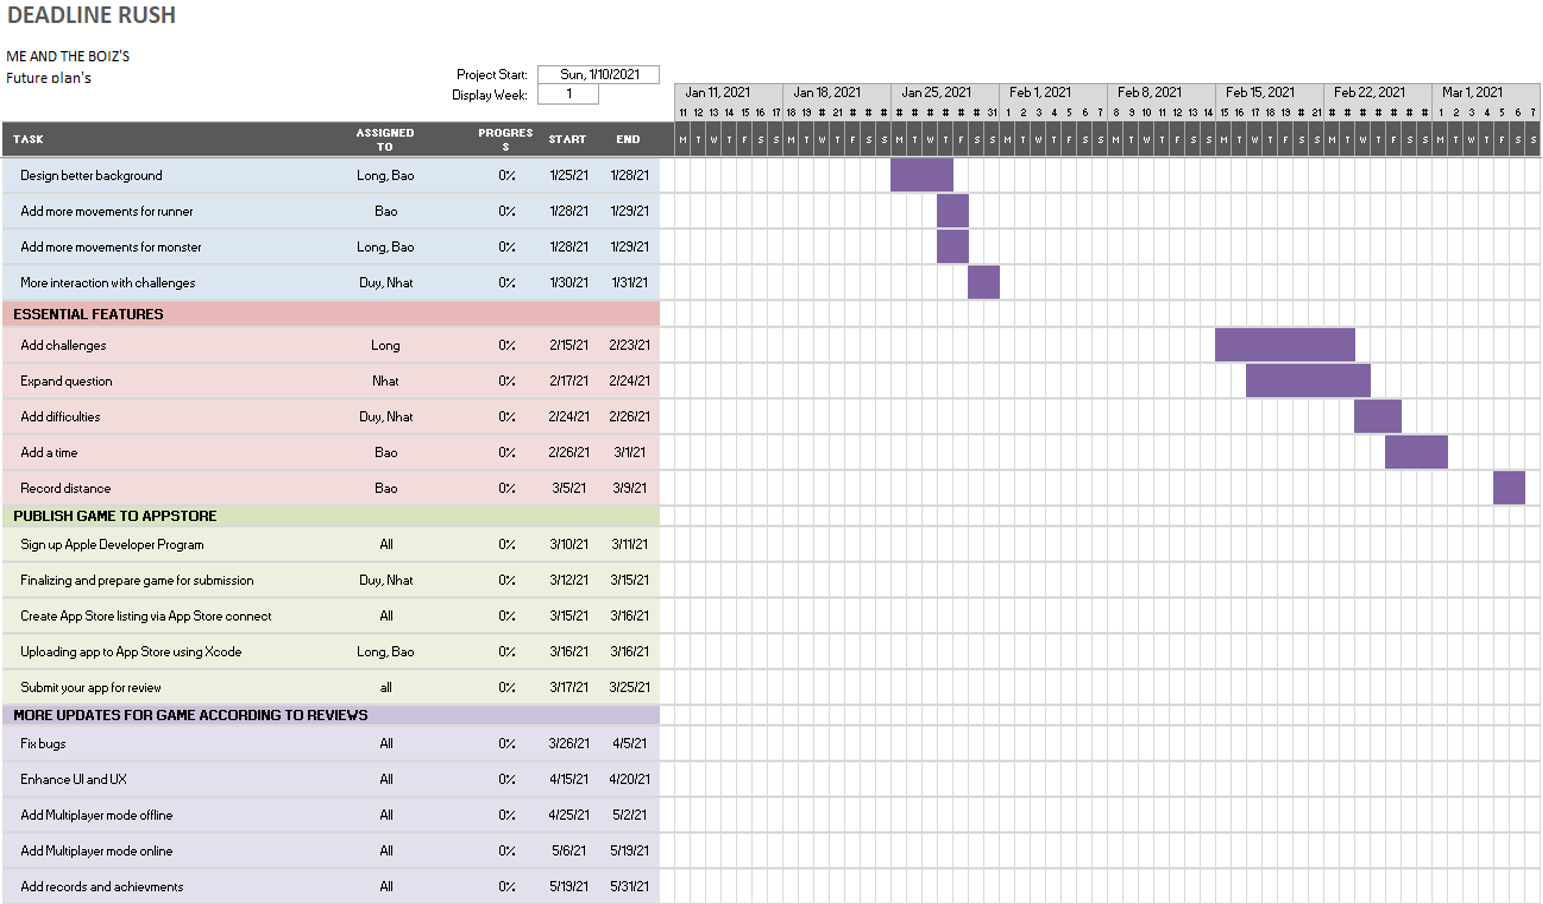 DEADLINE RUSH
ME AND THE BOIZ'S
Future plan's
Project Start: Sun, 1/10/2021
Display Week: 1
Jan 11, 2021 Jan 18, 2021 Jan 25, 2021 Feb 1, 2021 Feb 8, 2021 Feb 15, 2021 Feb 22, 2021 Mar 1, 2021
11 12 13 14 15 16 17 18 19 # 21 # # # # # # # # # 31 1 2 3 4 5 6 7 8 9 10 11 12 13 14 15 16 17 18 19 # 21 # # # # # # # 1 2 3 4 5 6 7
TASK ASSIGNED TO PROGRESS START END M T W T F S S M T W T F S S M T W T F S S M T W T F S S M T W T F S S M T W T F S S M T W T F S S M T W T F S S
Design better background Long, Bao 0% 1/25/21 1/28/21
Add more movements for runner Bao 0% 1/28/21 1/29/21
Add more movements for monster Long, Bao 0% 1/28/21 1/29/21
More interaction with challenges Duy, Nhat 0% 1/30/21 1/31/21
ESSENTIAL FEATURES
Add challenges Long 0% 2/15/21 2/23/21
Expand question Nhat 0% 2/17/21 2/24/21
Add difficulties Duy, Nhat 0% 2/24/21 2/26/21
Add a time Bao 0% 2/26/21 3/1/21
Record distance Bao 0% 3/5/21 3/9/21
PUBLISH GAME TO APPSTORE
Sign up Apple Developer Program All 0% 3/10/21 3/11/21
Finalizing and prepare game for submission Duy, Nhat 0% 3/12/21 3/15/21
Create App Store listing via App Store connect All 0% 3/15/21 3/16/21
Uploading app to App Store using Xcode Long, Bao 0% 3/16/21 3/16/21
Submit your app for review all 0% 3/17/21 3/25/21
MORE UPDATES FOR GAME ACCORDING TO REVIEWS
Fix bugs All 0% 3/26/21 4/5/21
Enhance UI and UX All 0% 4/15/21 4/20/21
Add Multiplayer mode offline All 0% 4/25/21 5/2/21
Add Multiplayer mode online All 0% 5/6/21 5/19/21
Add records and achievments All 0% 5/19/21 5/31/21